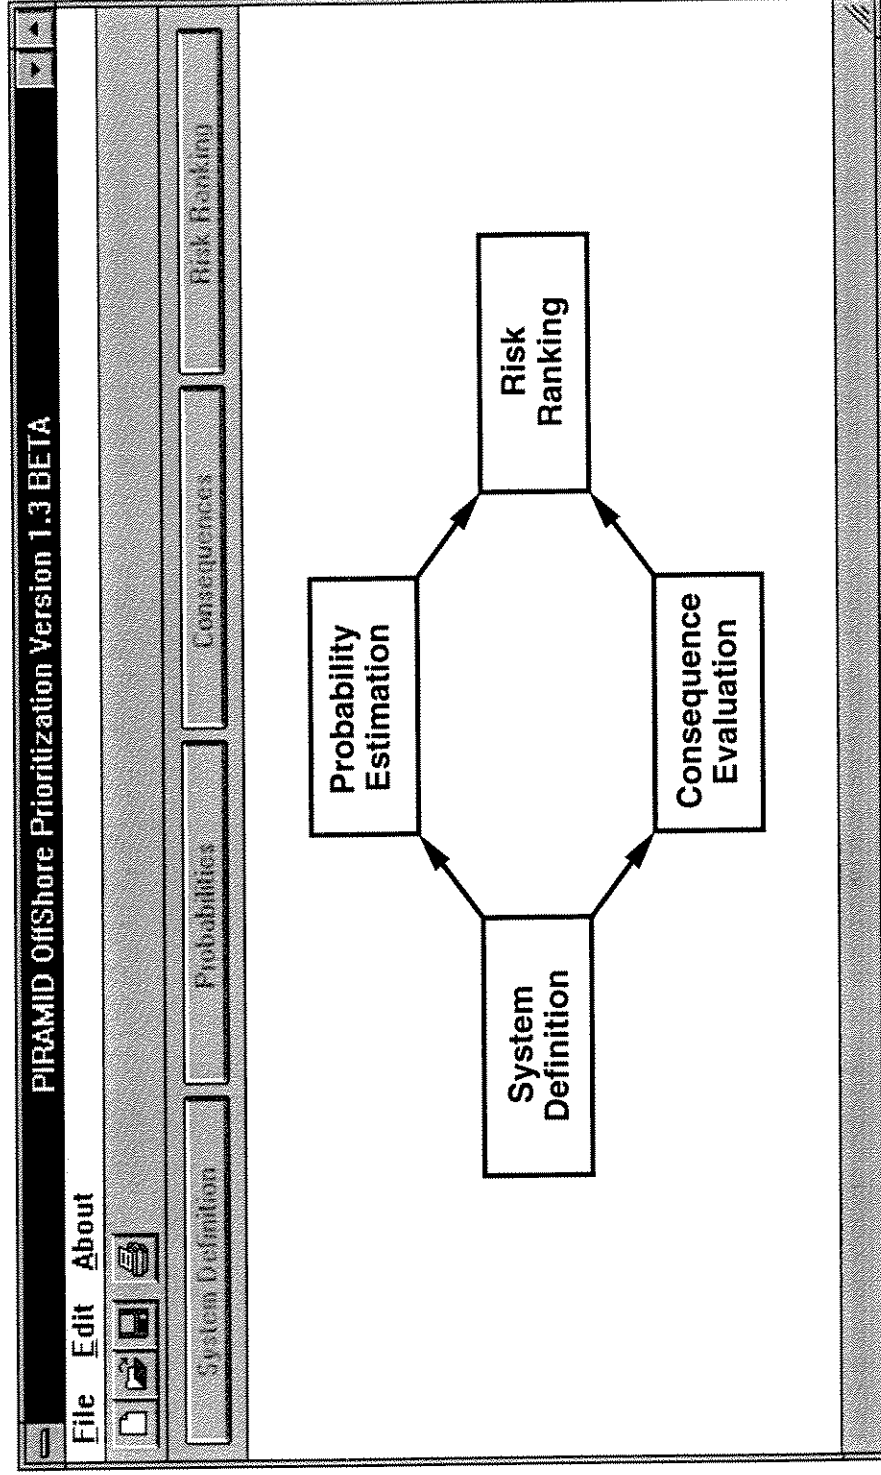 PIRAMID OffShore Prioritization Version 1.3 BETA
File Edit About
System Definition Probabilities Consequences Risk Ranking
Probability
Estimation
System
Definition
Risk
Ranking
Consequence
Evaluation